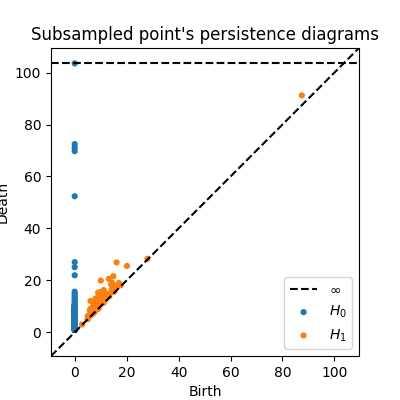 Subsampled point's persistence diagrams
100
80
60
40
20
0
Death
0 20 40 60 80 100
Birth
∞
H₀
H₁